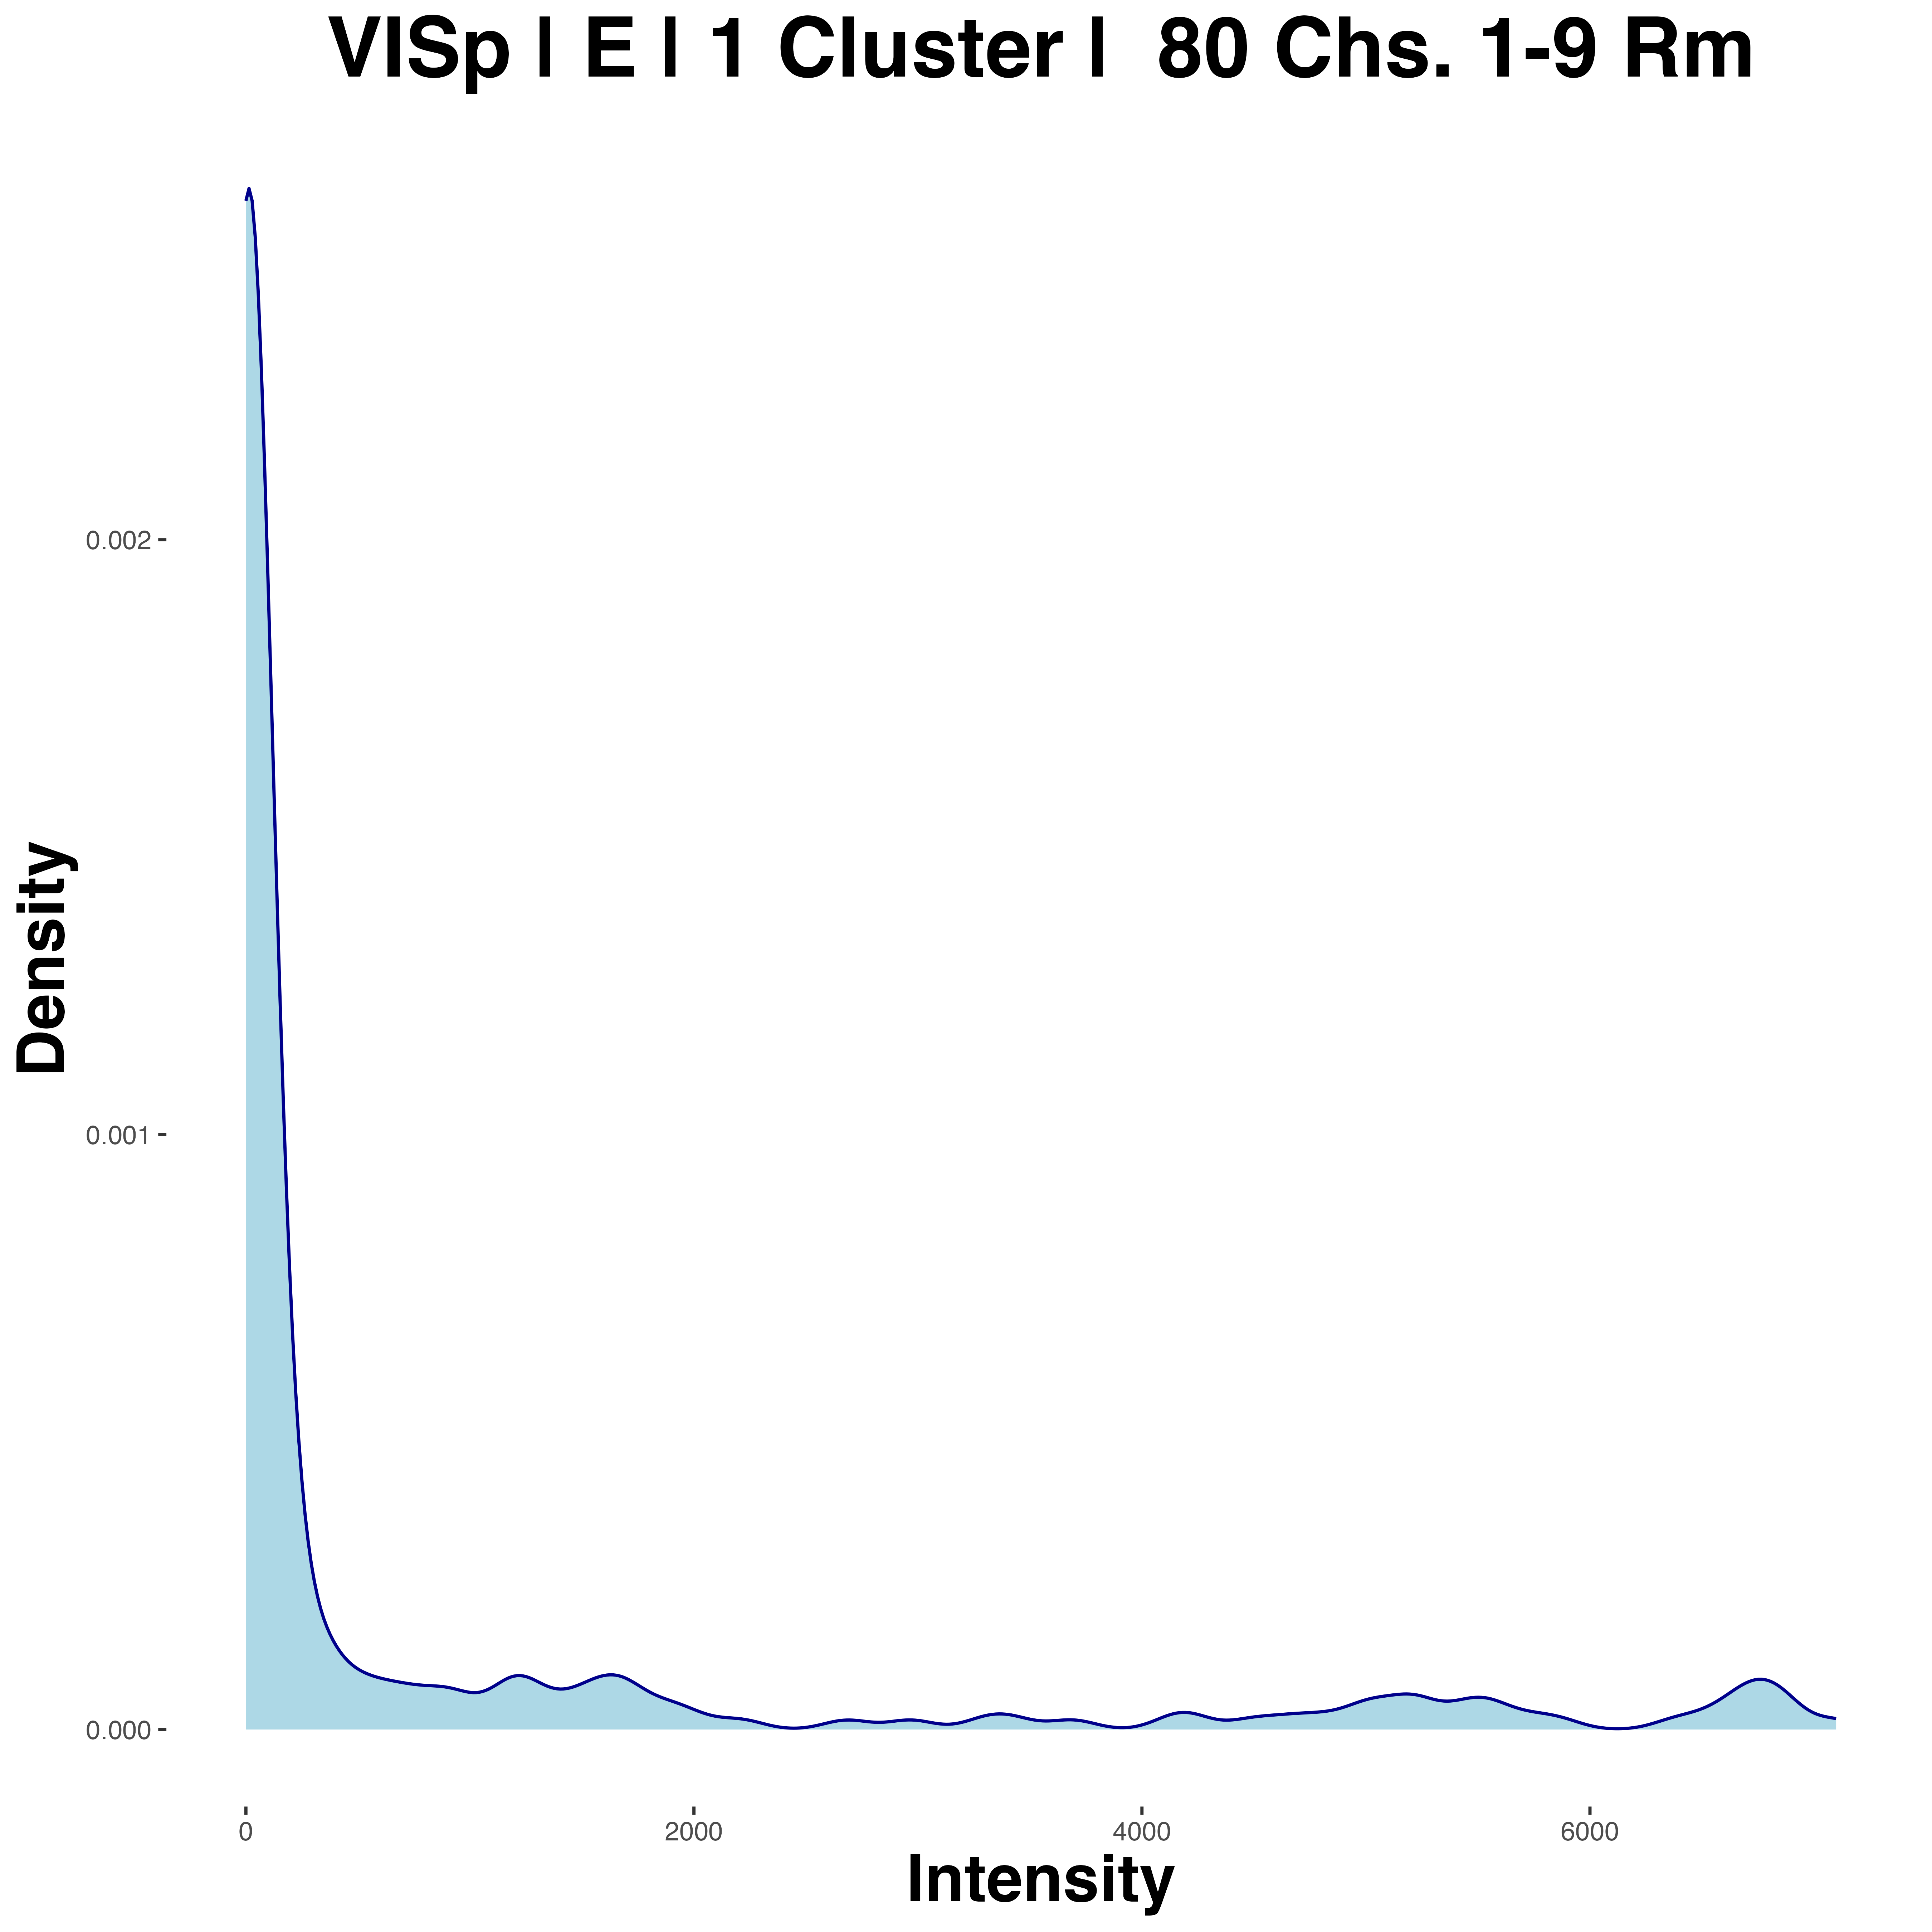 VISp | E | 1 Cluster | 80 Chs. 1-9 Rm
Density
0.002
0.001
0.000
0 2000 4000 6000
Intensity